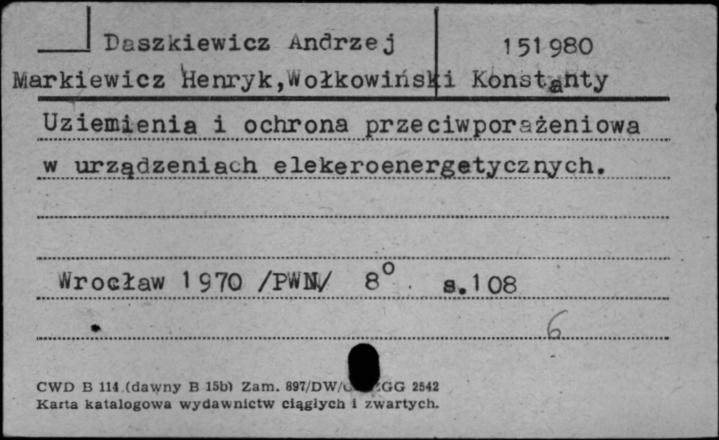 Daszkiewicz Andrzej 151980
Markiewicz Henryk,Wołkowiński Konstanty
Uziemienia i ochrona przeciwporażeniowa
w urządzeniach elekeroenergetycznych.
Wrocław 1970 /PWN/ 8° s.108
6
CWD B 114 (dawny B 15b) Zam. 897/DW/ ZGG 2542
Karta katalogowa wydawnictw ciągłych i zwartych.